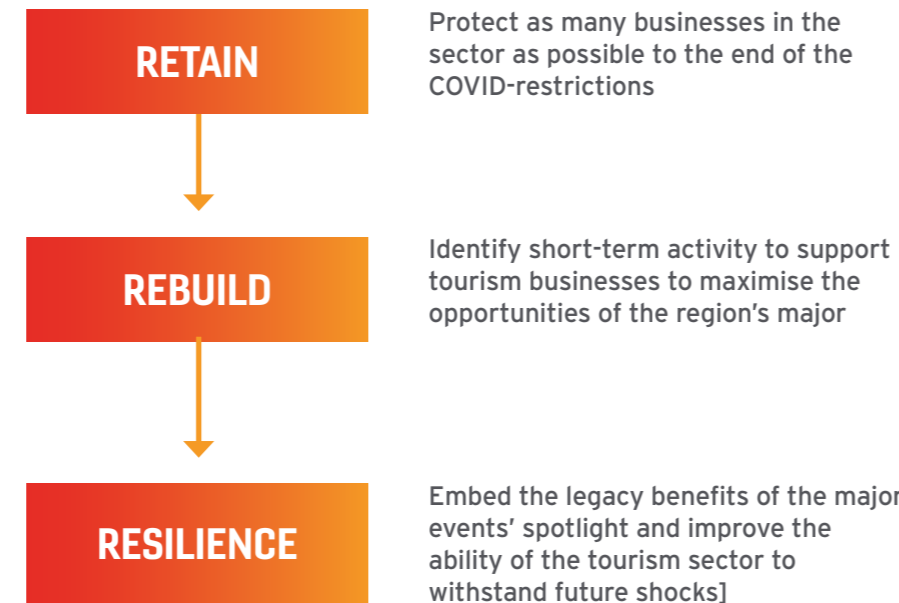 RETAIN
Protect as many businesses in the
sector as possible to the end of the
COVID-restrictions
REBUILD
Identify short-term activity to support
tourism businesses to maximise the
opportunities of the region's major
RESILIENCE
Embed the legacy benefits of the major
events' spotlight and improve the
ability of the tourism sector to
withstand future shocks]